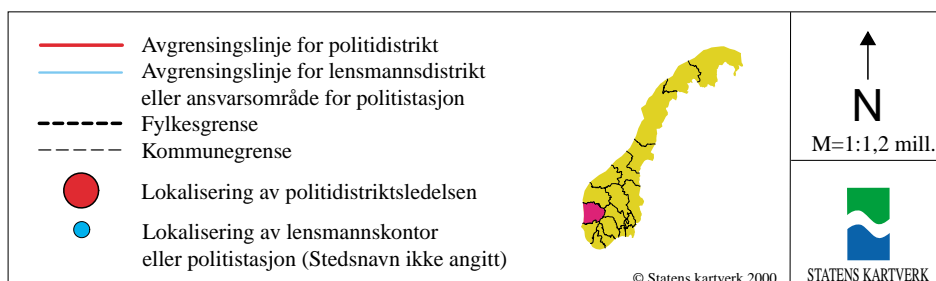 Avgrensingslinje for politidistrikt
Avgrensingslinje for lensmannsdistrikt
eller ansvarsområde for politistasjon
Fylkesgrense
Kommunegrense
Lokalisering av politidistriktsledelsen
Lokalisering av lensmannskontor
eller politistasjon (Stedsnavn ikke angitt)
© Statens kartverk 2000
N
M=1:1,2 mill.
STATENS KARTVERK